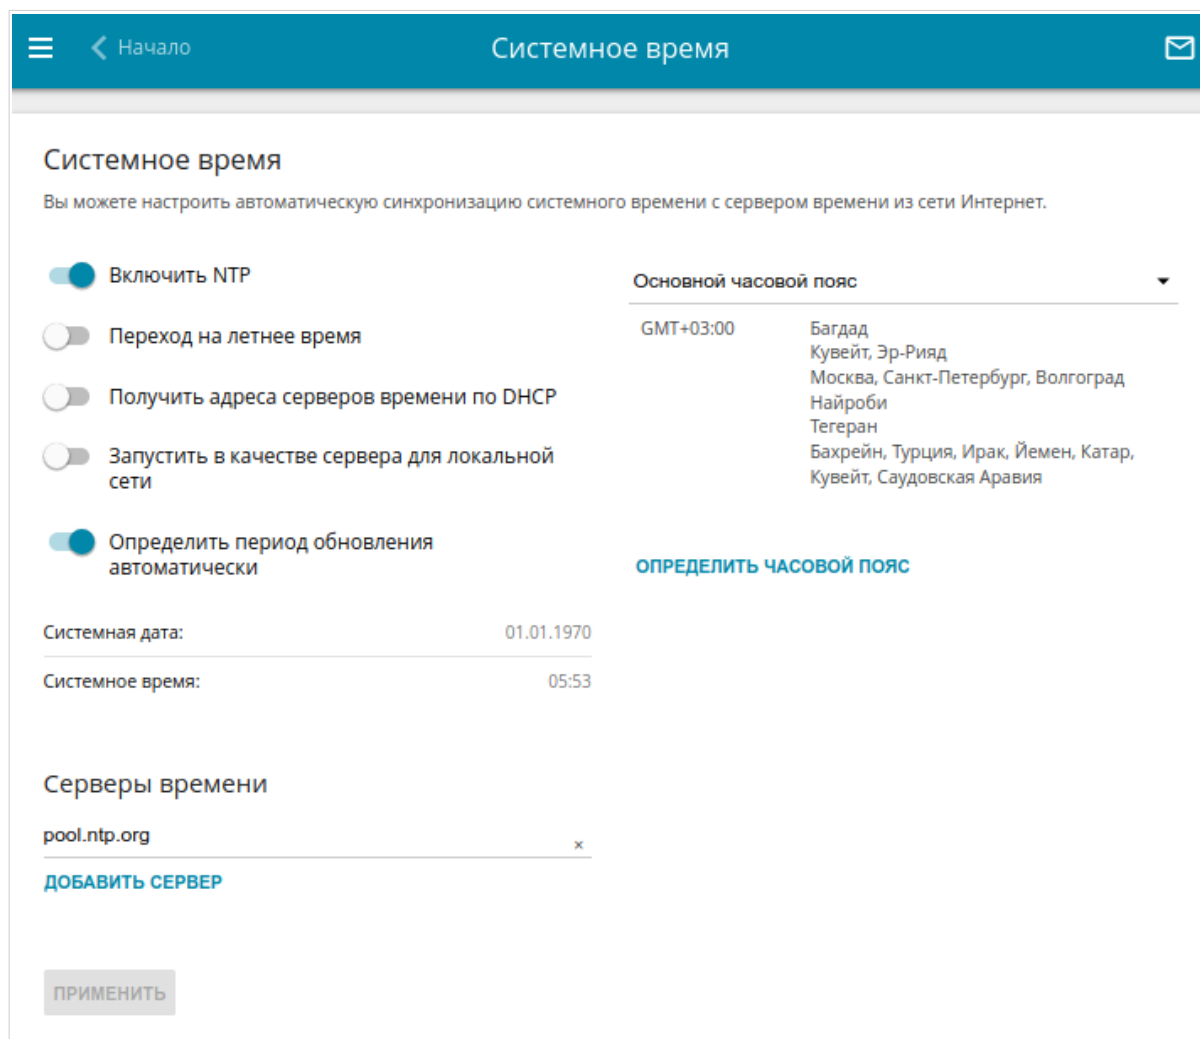 Начало
Системное время
Системное время
Вы можете настроить автоматическую синхронизацию системного времени с сервером времени из сети Интернет.
Включить NTP
Переход на летнее время
Получить адреса серверов времени по DHCP
Запустить в качестве сервера для локальной
сети
Определить период обновления
автоматически
Системная дата: 01.01.1970
Системное время: 05:53
Основной часовой пояс
GMT+03:00 Багдад
Кувейт, Эр-Рияд
Москва, Санкт-Петербург, Волгоград
Найроби
Тегеран
Бахрейн, Турция, Ирак, Йемен, Катар,
Кувейт, Саудовская Аравия
ОПРЕДЕЛИТЬ ЧАСОВОЙ ПОЯС
Серверы времени
pool.ntp.org ×
ДОБАВИТЬ СЕРВЕР
ПРИМЕНИТЬ